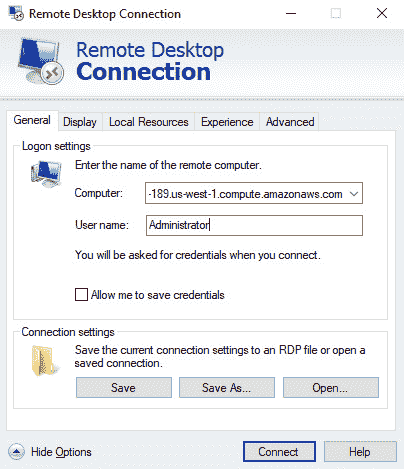 Remote Desktop Connection
Remote Desktop
Connection
General Display Local Resources Experience Advanced
Logon settings
Enter the name of the remote computer.
Computer: -189.us-west-1.compute.amazonaws.com
User name: Administrator
You will be asked for credentials when you connect.
Allow me to save credentials
Connection settings
Save the current connection settings to an RDP file or open a
saved connection.
Save Save As... Open...
Hide Options Connect Help